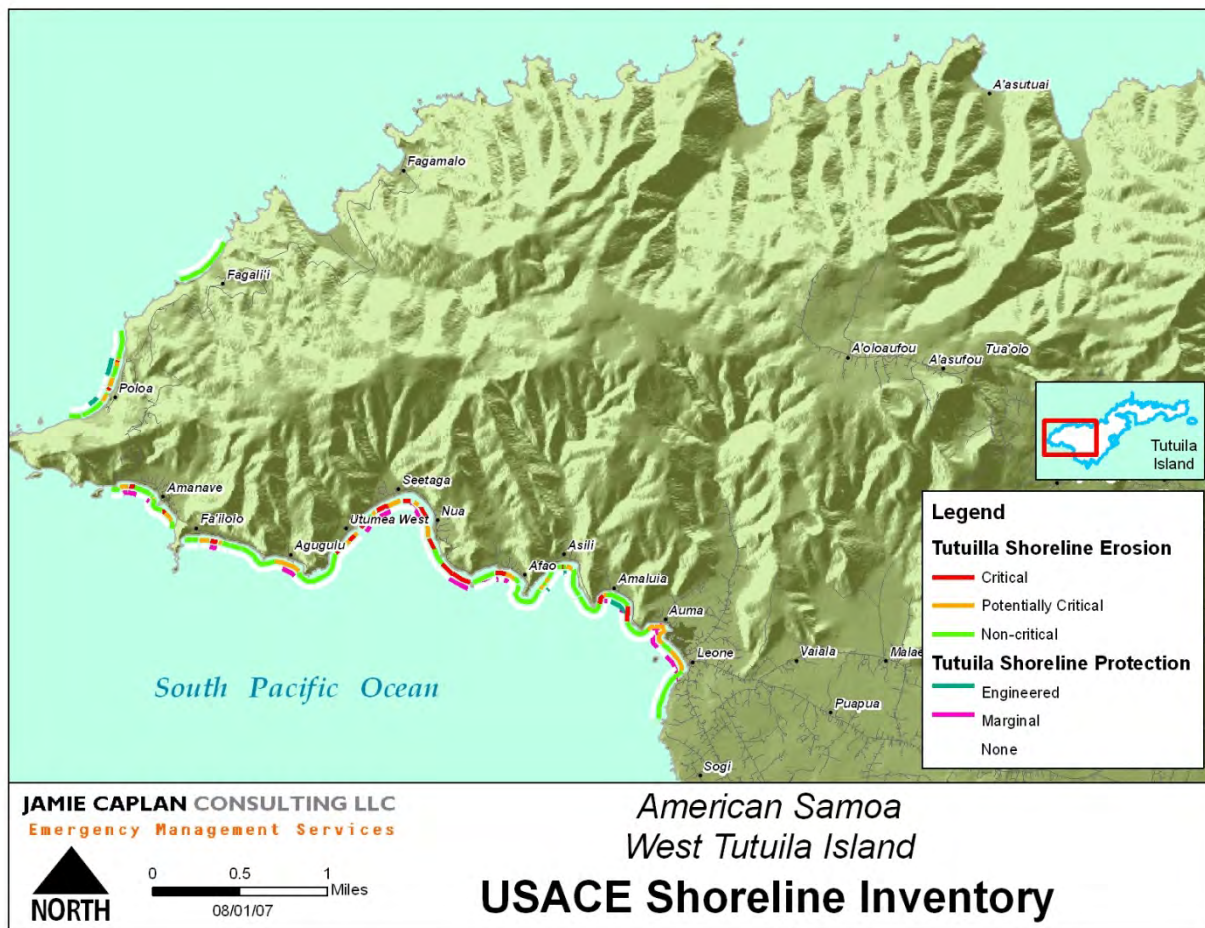 A'asutuai
Fagamalo
Fagali'i
A'oloaufou
A'asufou
Tua'olo
Poloa
Tutuila
Island
Seetaga
Amanave
Fa'ilolo
Utumea West
Nua
Agugulu
Afao
Asili
Amaluia
Auma
Leone
Vaiala
Malae
Puapua
Sogi
South Pacific Ocean
Legend
Tutuilla Shoreline Erosion
Critical
Potentially Critical
Non-critical
Tutuila Shoreline Protection
Engineered
Marginal
None
JAMIE CAPLAN CONSULTING LLC
Emergency Management Services
NORTH
0 0.5 1
Miles
08/01/07
American Samoa
West Tutuila Island
USACE Shoreline Inventory